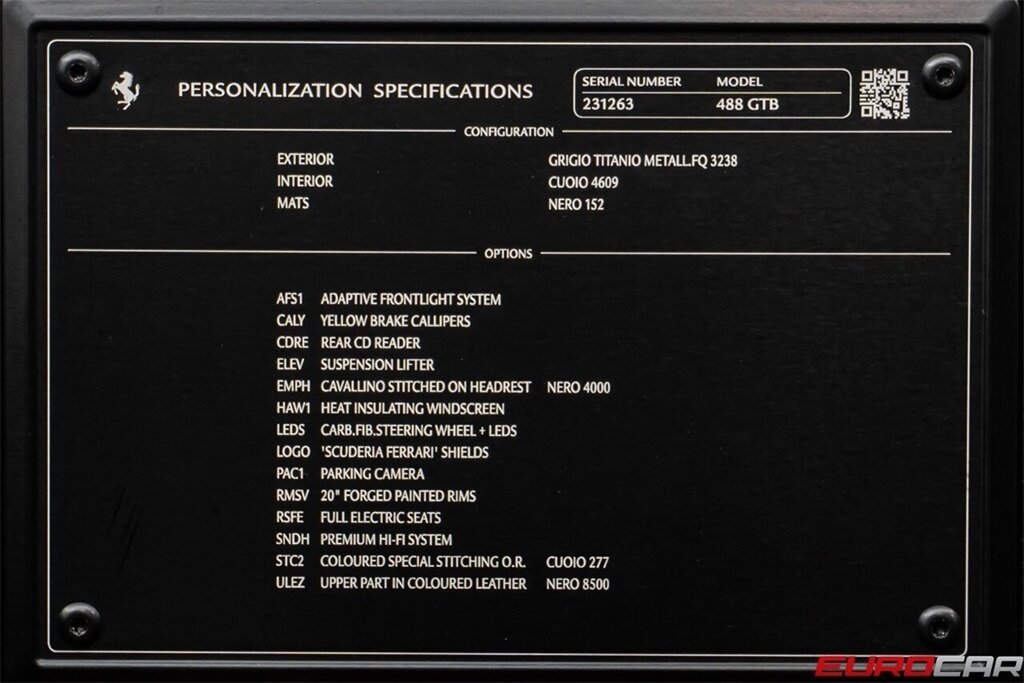 PERSONALIZATION SPECIFICATIONS
SERIAL NUMBER MODEL
231263 488 GTB
CONFIGURATION
EXTERIOR GRIGIO TITANIO METALL.FQ 3238
INTERIOR CUOIO 4609
MATS NERO 152
OPTIONS
AFS1 ADAPTIVE FRONTLIGHT SYSTEM
CALY YELLOW BRAKE CALLIPERS
CDRE REAR CD READER
ELEV SUSPENSION LIFTER
EMPH CAVALLINO STITCHED ON HEADREST NERO 4000
HAW1 HEAT INSULATING WINDSCREEN
LEDS CARB.FIB.STEERING WHEEL + LEDS
LOGO 'SCUDERIA FERRARI' SHIELDS
PAC1 PARKING CAMERA
RMSV 20" FORGED PAINTED RIMS
RSFE FULL ELECTRIC SEATS
SNDH PREMIUM HI-FI SYSTEM
STC2 COLOURED SPECIAL STITCHING O.R. CUOIO 277
ULEZ UPPER PART IN COLOURED LEATHER NERO 8500
EUROCAR